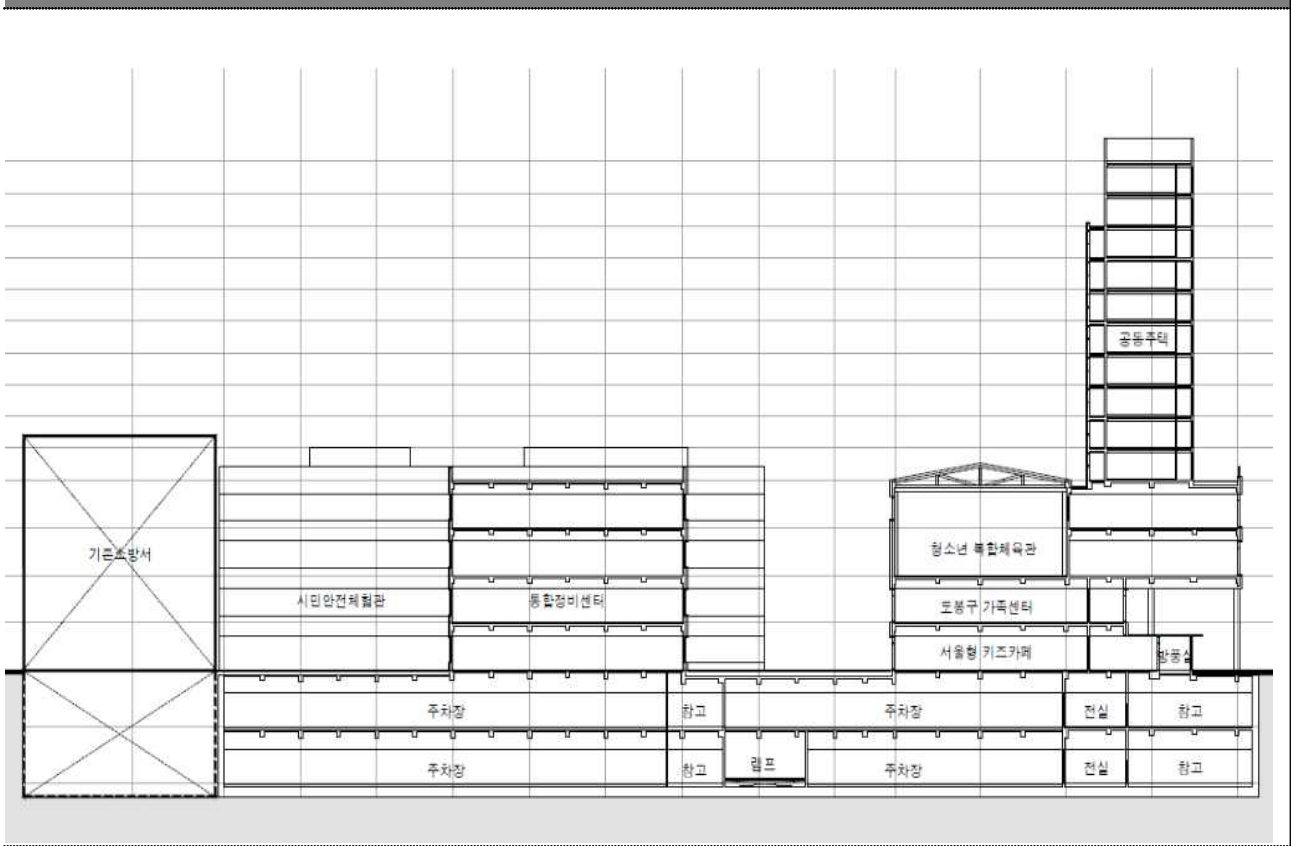 공동주택
기존소방서
청소년 복합체육관
시민안전체험관
통합정비센터
도봉구 가족센터
서울형 키즈카페
방풍실
주차장
창고
주차장
전실
창고
주차장
창고
램프
주차장
전실
창고